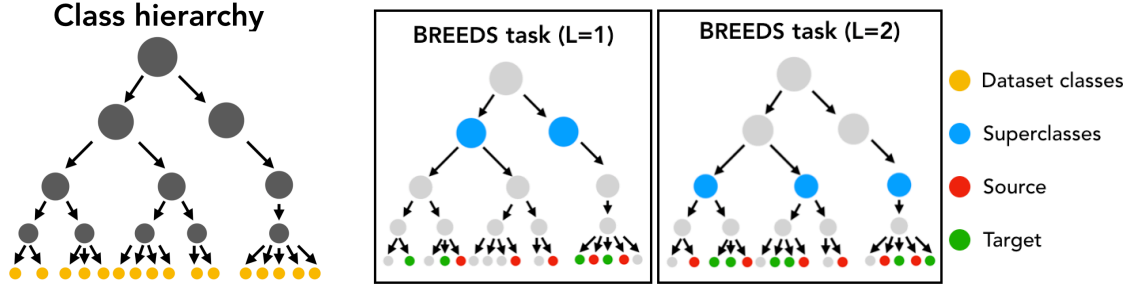 Class hierarchy
BREEDS task (L=1)
BREEDS task (L=2)
Dataset classes
Superclasses
Source
Target